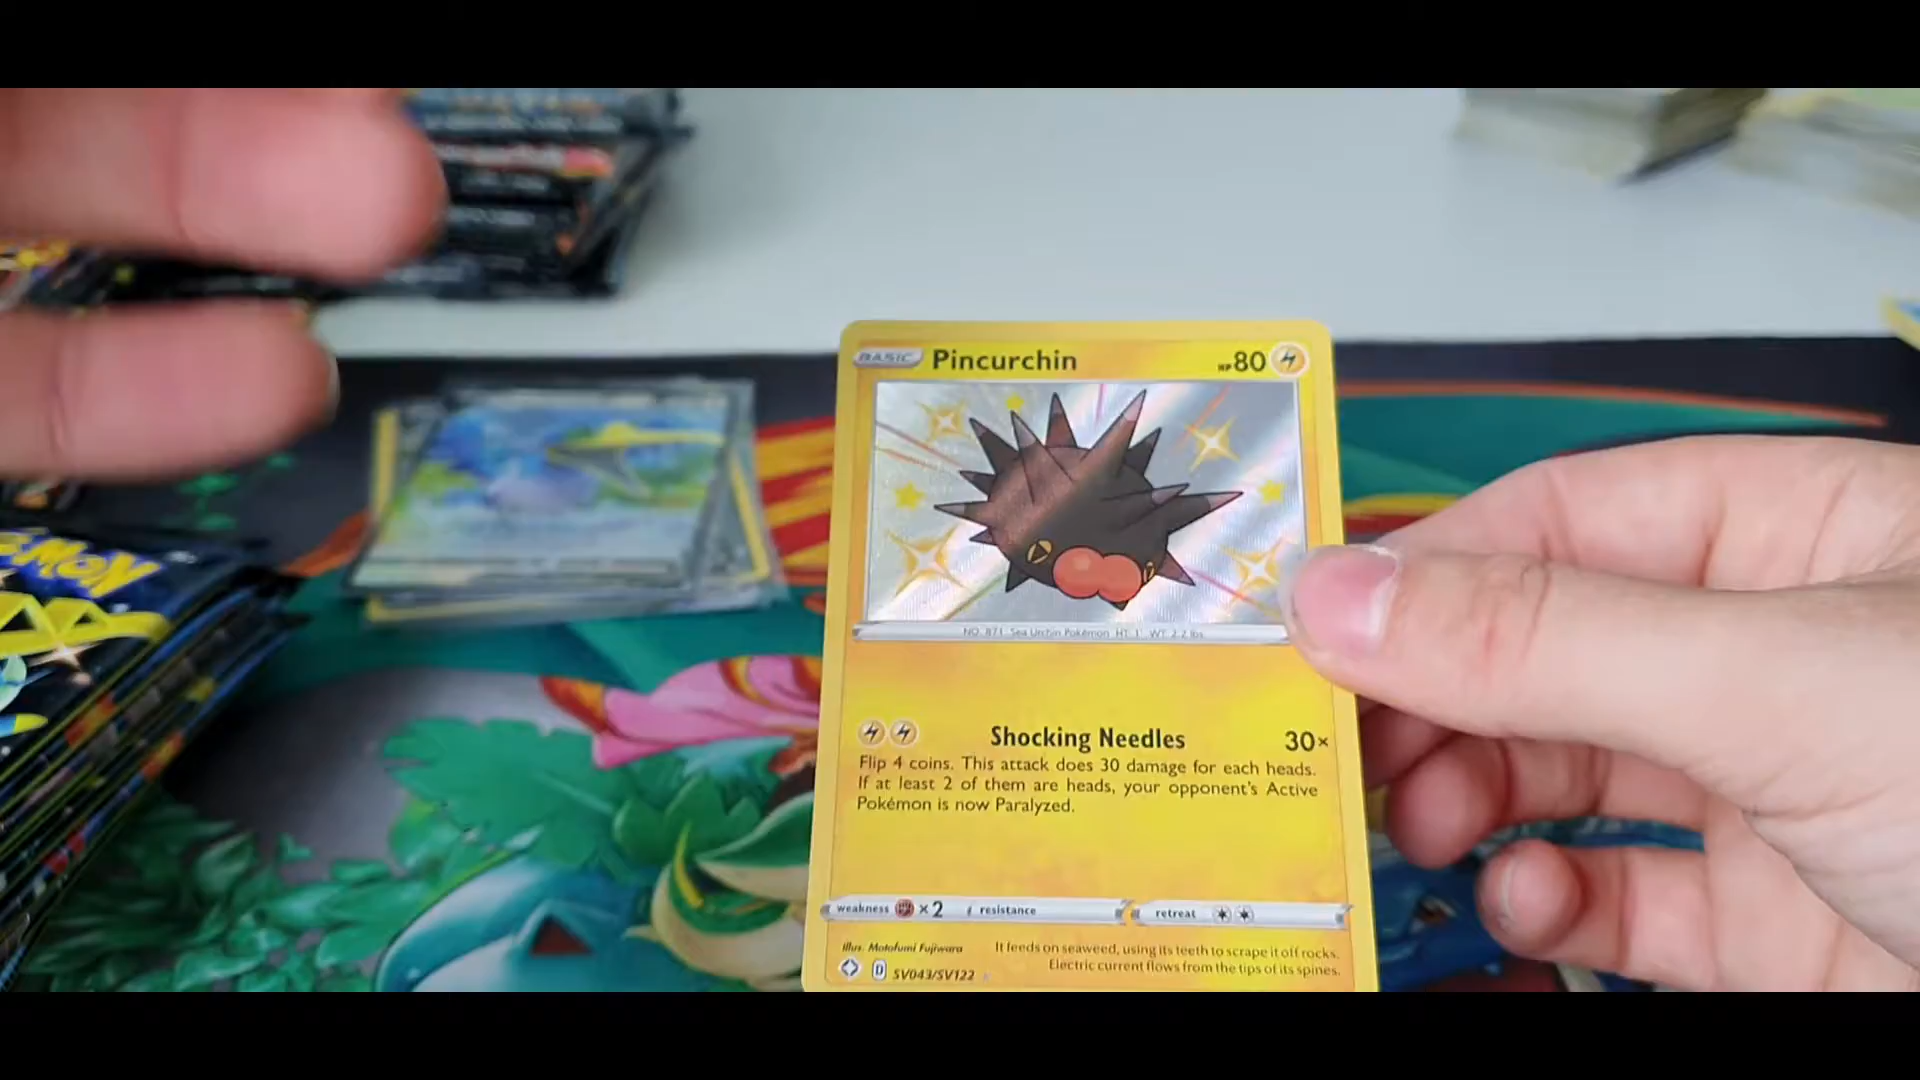 BASIC Pincurchin HP80
NO. 871 Sea Urchin Pokémon HT: 1' WT: 2.2 lbs.
Shocking Needles 30×
Flip 4 coins. This attack does 30 damage for each heads.
If at least 2 of them are heads, your opponent's Active
Pokémon is now Paralyzed.
weakness ×2 resistance retreat
Illus. Motofumi Fujiwara
It feeds on seaweed, using its teeth to scrape it off rocks.
Electric current flows from the tips of its spines.
D SV043/SV122